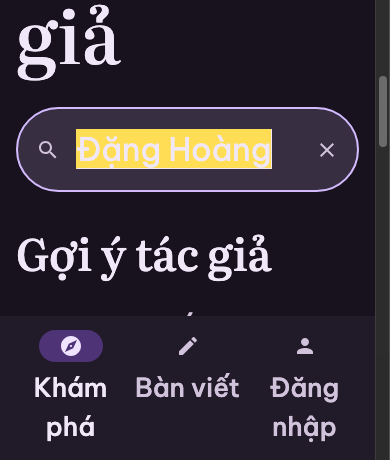 giả
Đặng Hoàng
Gợi ý tác giả
Khám phá
Bàn viết
Đăng nhập